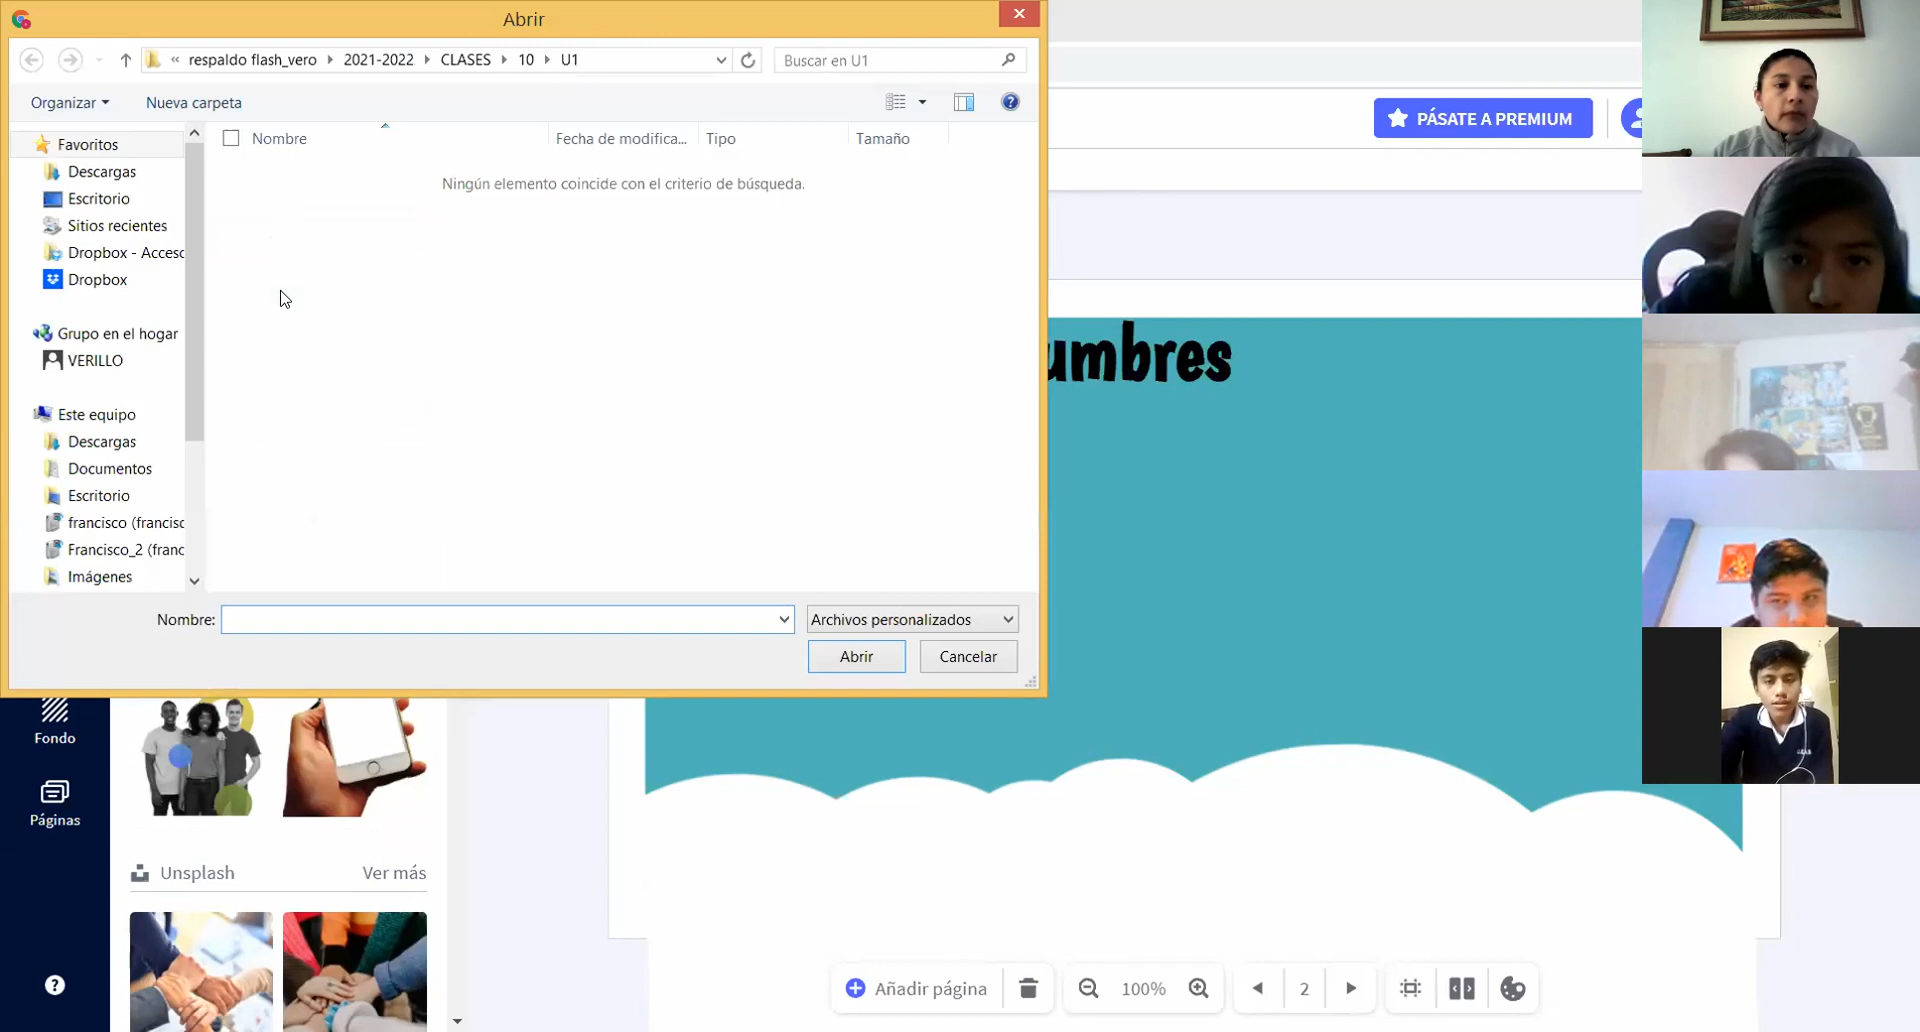 Abrir
« respaldo flash_vero 2021-2022 CLASES 10 U1
Buscar en U1
Organizar
Nueva carpeta
Nombre
Fecha de modifica...
Tipo
Tamaño
Ningún elemento coincide con el criterio de búsqueda.
Favoritos
Descargas
Escritorio
Sitios recientes
Dropbox - Acceso
Dropbox
Grupo en el hogar
VERILLO
Este equipo
Descargas
Documentos
Escritorio
francisco (francisc
Francisco_2 (franc
Imágenes
Nombre:
Archivos personalizados
Abrir
Cancelar
PÁSATE A PREMIUM
umbres
Fondo
Páginas
Unsplash
Ver más
?
Añadir página
100%
2